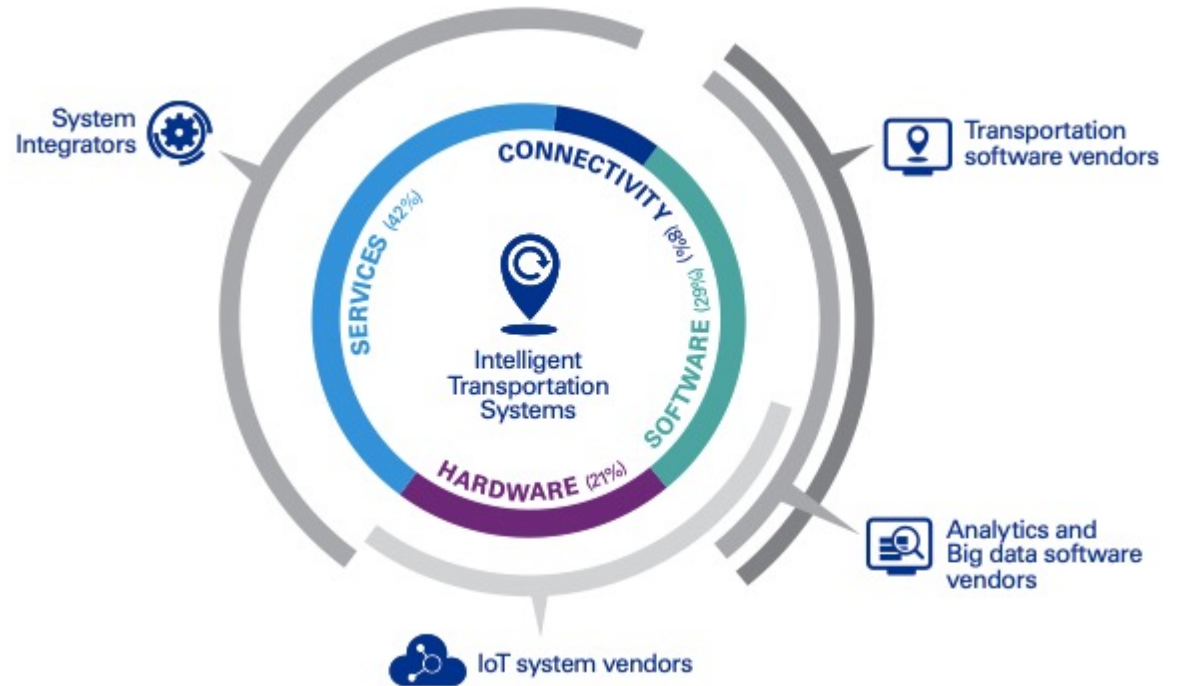 System
Integrators
Transportation
software vendors
CONNECTIVITY (8%)
SERVICES (42%)
SOFTWARE (29%)
HARDWARE (21%)
Intelligent
Transportation
Systems
Analytics and
Big data software
vendors
IoT system vendors